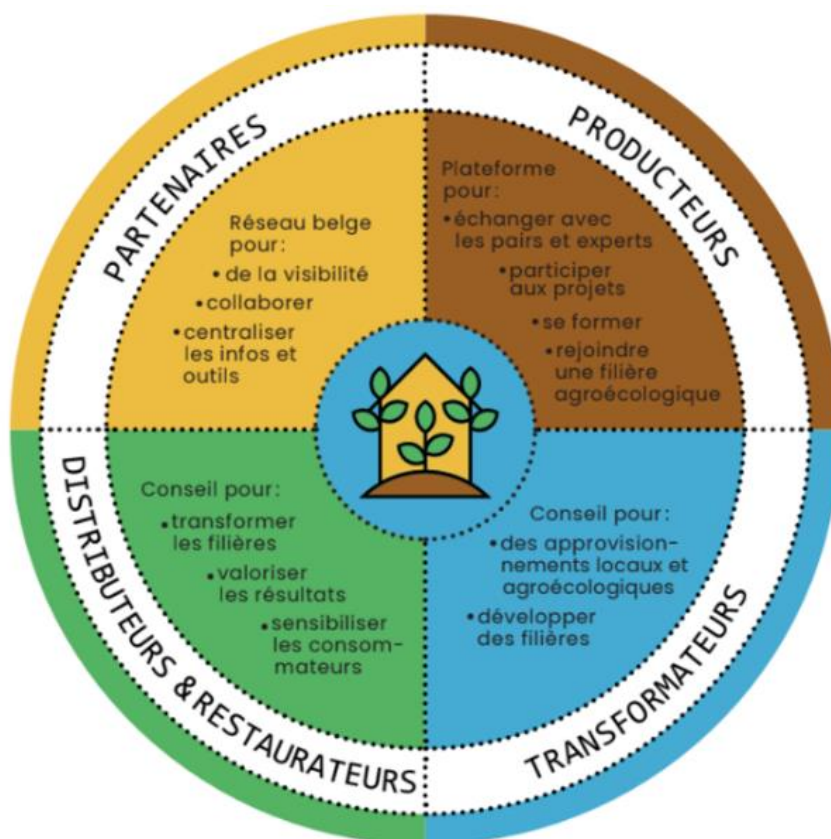 PARTENAIRES
Réseau belge
pour :
• de la visibilité
• collaborer
• centraliser
les infos et
outils
PRODUCTEURS
Plateforme
pour :
• échanger avec
les pairs et experts
• participer
aux projets
• se former
• rejoindre
une filière
agroécologique
DISTRIBUTEURS & RESTAURATEURS
Conseil pour :
• transformer
les filières
• valoriser
les résultats
• sensibiliser
les consom-
mateurs
TRANSFORMATEURS
Conseil pour :
• des approvision-
nements locaux et
agroécologiques
• développer
des filières